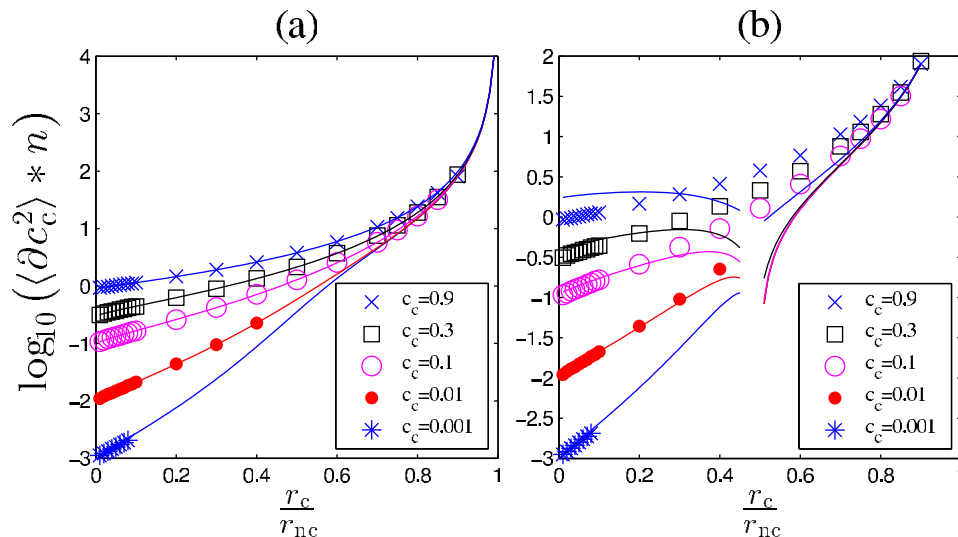 (a) (b)
log₁₀ (⟨∂c_c²⟩ * n)
4
3
2
1
0
−1
−2
−3
0 0.2 0.4 0.6 0.8 1
r_c
r_nc
c_c=0.9
c_c=0.3
c_c=0.1
c_c=0.01
c_c=0.001
2
1.5
1
0.5
0
−0.5
−1
−1.5
−2
−2.5
−3
0 0.2 0.4 0.6 0.8 1
r_c
r_nc
c_c=0.9
c_c=0.3
c_c=0.1
c_c=0.01
c_c=0.001